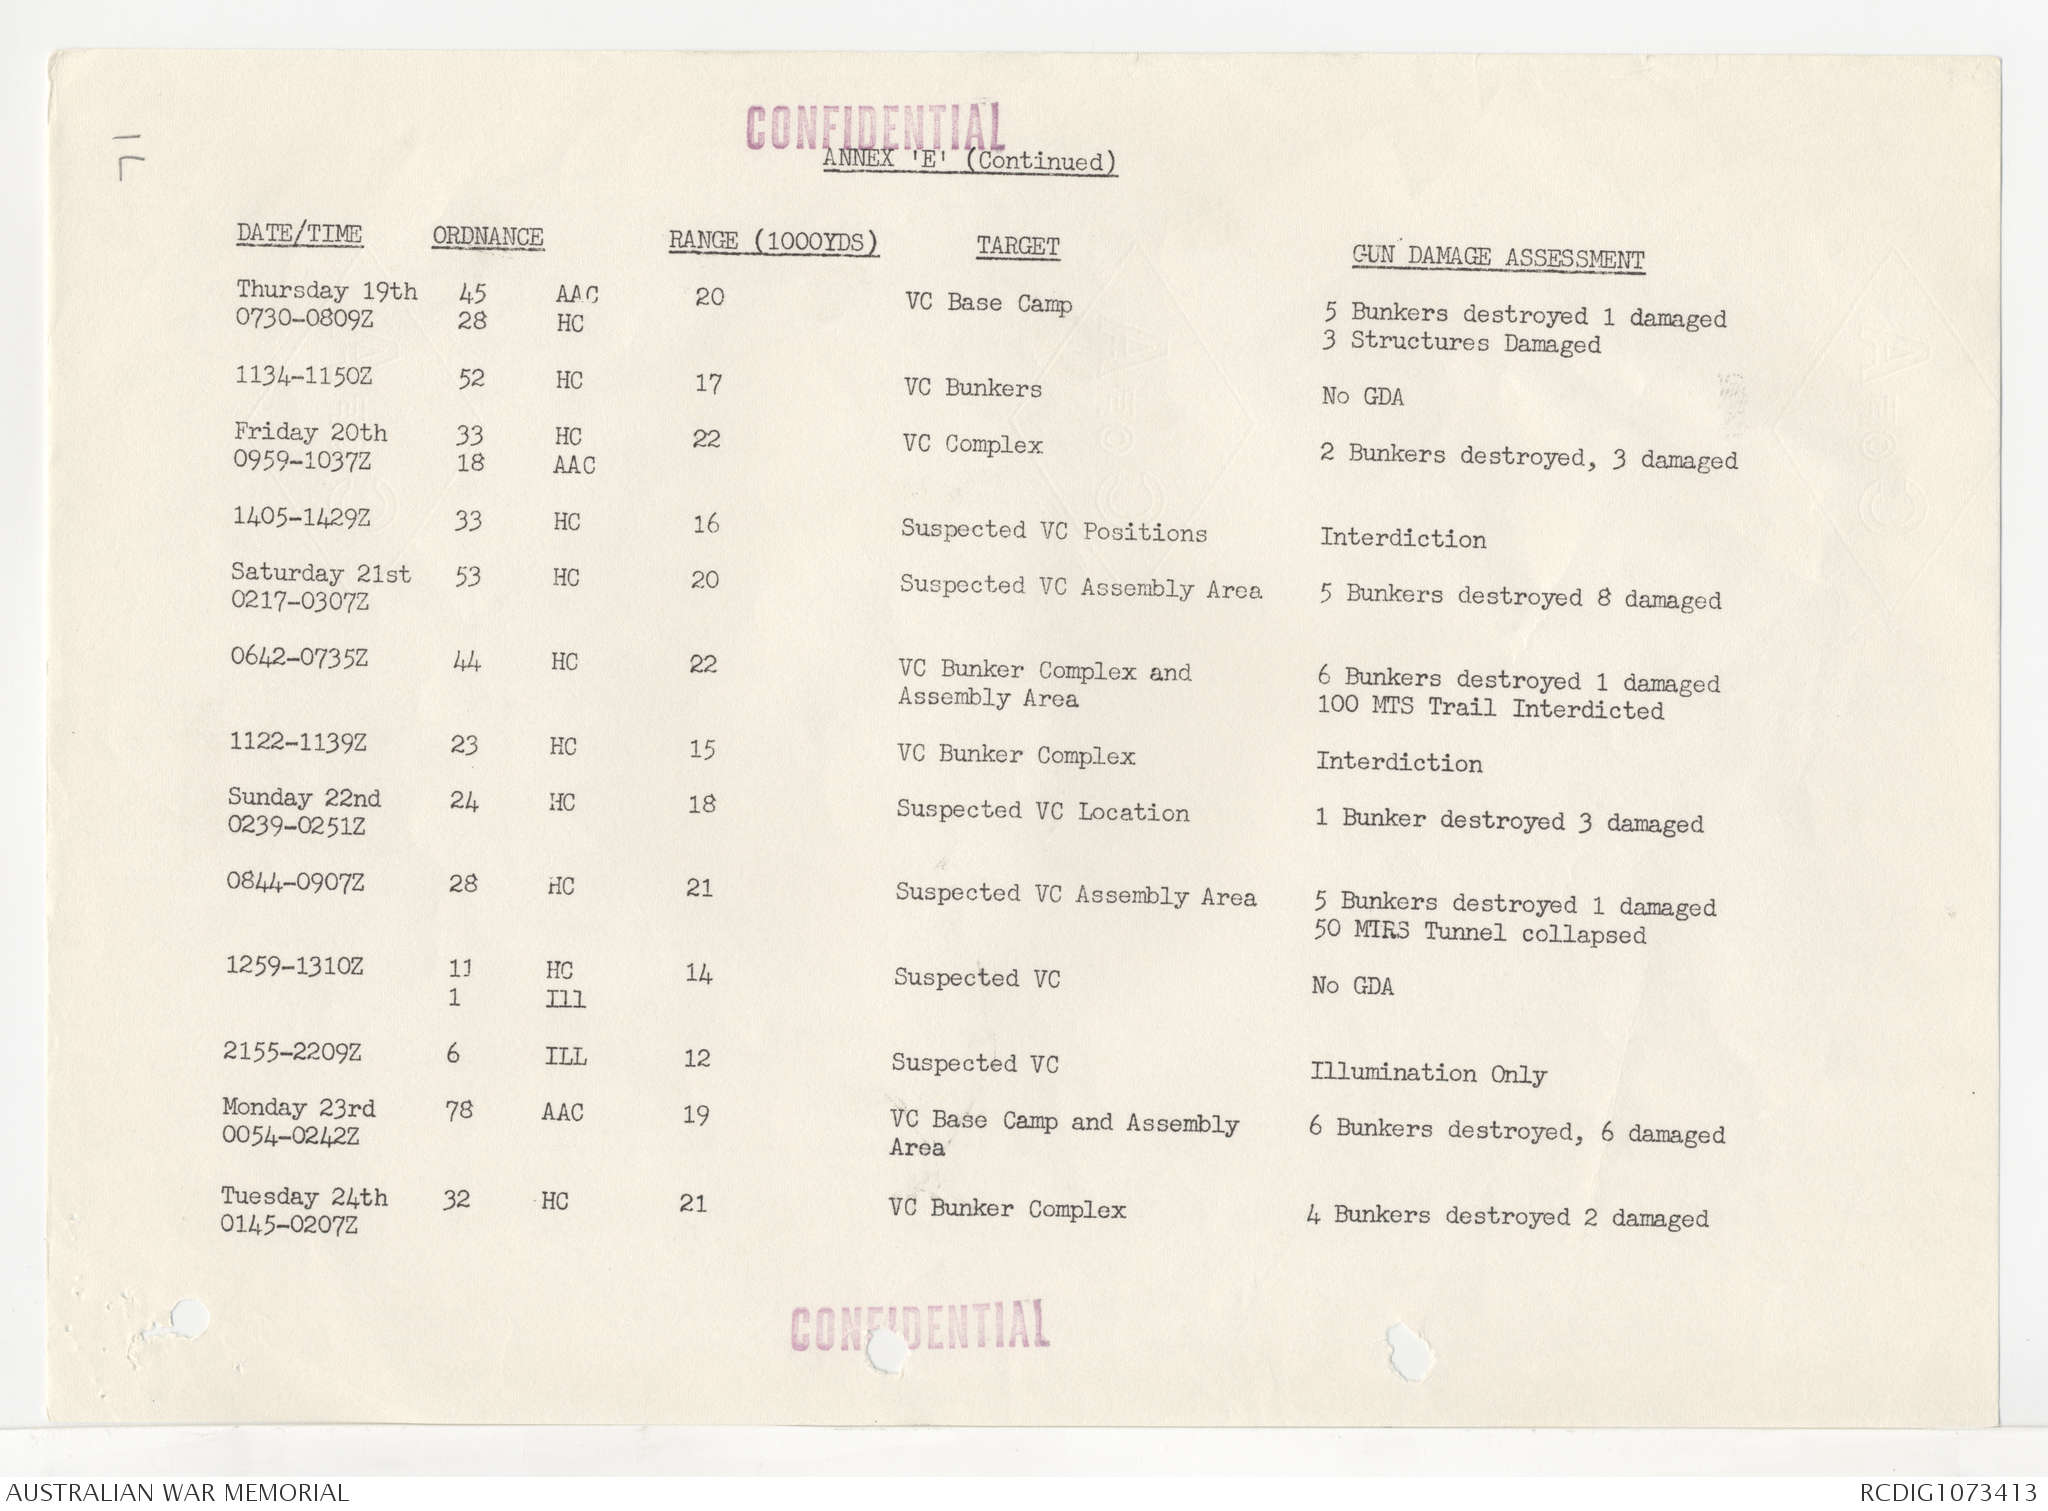 CONFIDENTIAL
ANNEX 'E' (Continued)
DATE/TIME ORDNANCE RANGE (1000YDS) TARGET GUN DAMAGE ASSESSMENT
Thursday 19th 45 AAC 20 VC Base Camp 5 Bunkers destroyed 1 damaged
0730-0809Z 28 HC 3 Structures Damaged
1134-1150Z 52 HC 17 VC Bunkers No GDA
Friday 20th 33 HC 22 VC Complex 2 Bunkers destroyed, 3 damaged
0959-1037Z 18 AAC
1405-1429Z 33 HC 16 Suspected VC Positions Interdiction
Saturday 21st 53 HC 20 Suspected VC Assembly Area 5 Bunkers destroyed 8 damaged
0217-0307Z
0642-0735Z 44 HC 22 VC Bunker Complex and 6 Bunkers destroyed 1 damaged
Assembly Area 100 MTS Trail Interdicted
1122-1139Z 23 HC 15 VC Bunker Complex Interdiction
Sunday 22nd 24 HC 18 Suspected VC Location 1 Bunker destroyed 3 damaged
0239-0251Z
0844-0907Z 28 HC 21 Suspected VC Assembly Area 5 Bunkers destroyed 1 damaged
50 MTRS Tunnel collapsed
1259-1310Z 11 HC 14 Suspected VC No GDA
1 Ill
2155-2209Z 6 ILL 12 Suspected VC Illumination Only
Monday 23rd 78 AAC 19 VC Base Camp and Assembly 6 Bunkers destroyed, 6 damaged
0054-0242Z Area
Tuesday 24th 32 HC 21 VC Bunker Complex 4 Bunkers destroyed 2 damaged
0145-0207Z
CONFIDENTIAL
AUSTRALIAN WAR MEMORIAL RCDIG1073413